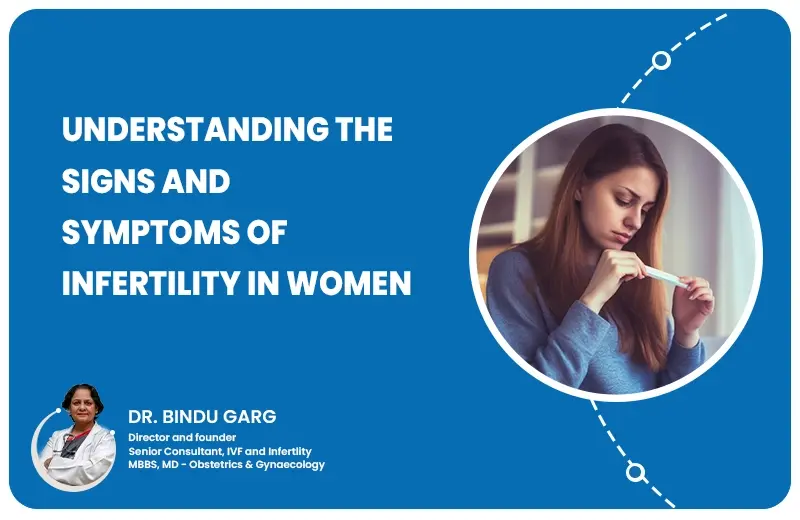 UNDERSTANDING THE
SIGNS AND
SYMPTOMS OF
INFERTILITY IN WOMEN
DR. BINDU GARG
Director and founder
Senior Consultant, IVF and Infertlity
MBBS, MD - Obstetrics & Gynaecology